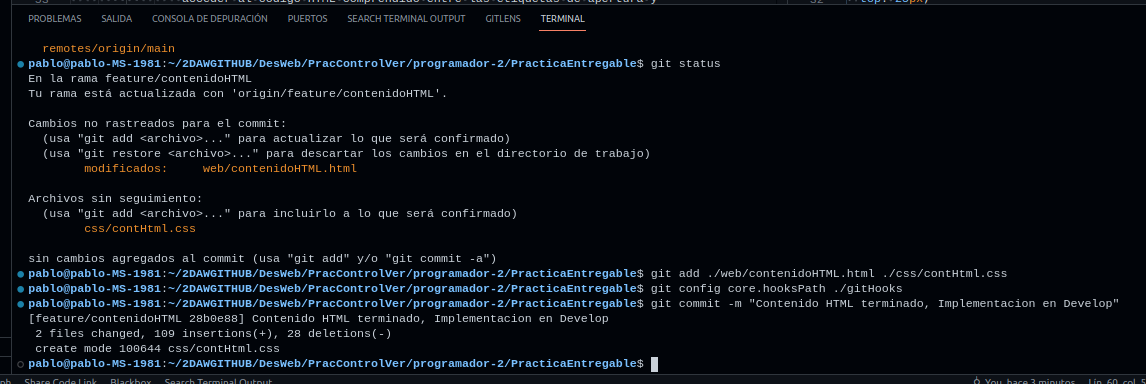 PROBLEMAS SALIDA CONSOLA DE DEPURACIÓN PUERTOS SEARCH TERMINAL OUTPUT GITLENS TERMINAL
remotes/origin/main
pablo@pablo-MS-1981:~/2DAWGITHUB/DesWeb/PracControlVer/programador-2/PracticaEntregable$ git status
En la rama feature/contenidoHTML
Tu rama está actualizada con 'origin/feature/contenidoHTML'.
Cambios no rastreados para el commit:
(usa "git add <archivo>..." para actualizar lo que será confirmado)
(usa "git restore <archivo>..." para descartar los cambios en el directorio de trabajo)
modificados: web/contenidoHTML.html
Archivos sin seguimiento:
(usa "git add <archivo>..." para incluirlo a lo que será confirmado)
css/contHtml.css
sin cambios agregados al commit (usa "git add" y/o "git commit -a")
pablo@pablo-MS-1981:~/2DAWGITHUB/DesWeb/PracControlVer/programador-2/PracticaEntregable$ git add ./web/contenidoHTML.html ./css/contHtml.css
pablo@pablo-MS-1981:~/2DAWGITHUB/DesWeb/PracControlVer/programador-2/PracticaEntregable$ git config core.hooksPath ./gitHooks
pablo@pablo-MS-1981:~/2DAWGITHUB/DesWeb/PracControlVer/programador-2/PracticaEntregable$ git commit -m "Contenido HTML terminado, Implementacion en Develop"
[feature/contenidoHTML 28b0e88] Contenido HTML terminado, Implementacion en Develop
2 files changed, 109 insertions(+), 28 deletions(-)
create mode 100644 css/contHtml.css
pablo@pablo-MS-1981:~/2DAWGITHUB/DesWeb/PracControlVer/programador-2/PracticaEntregable$
Share Code Link Blackbox Search Terminal Output You, hace 3 minutos Lín. 60, col.